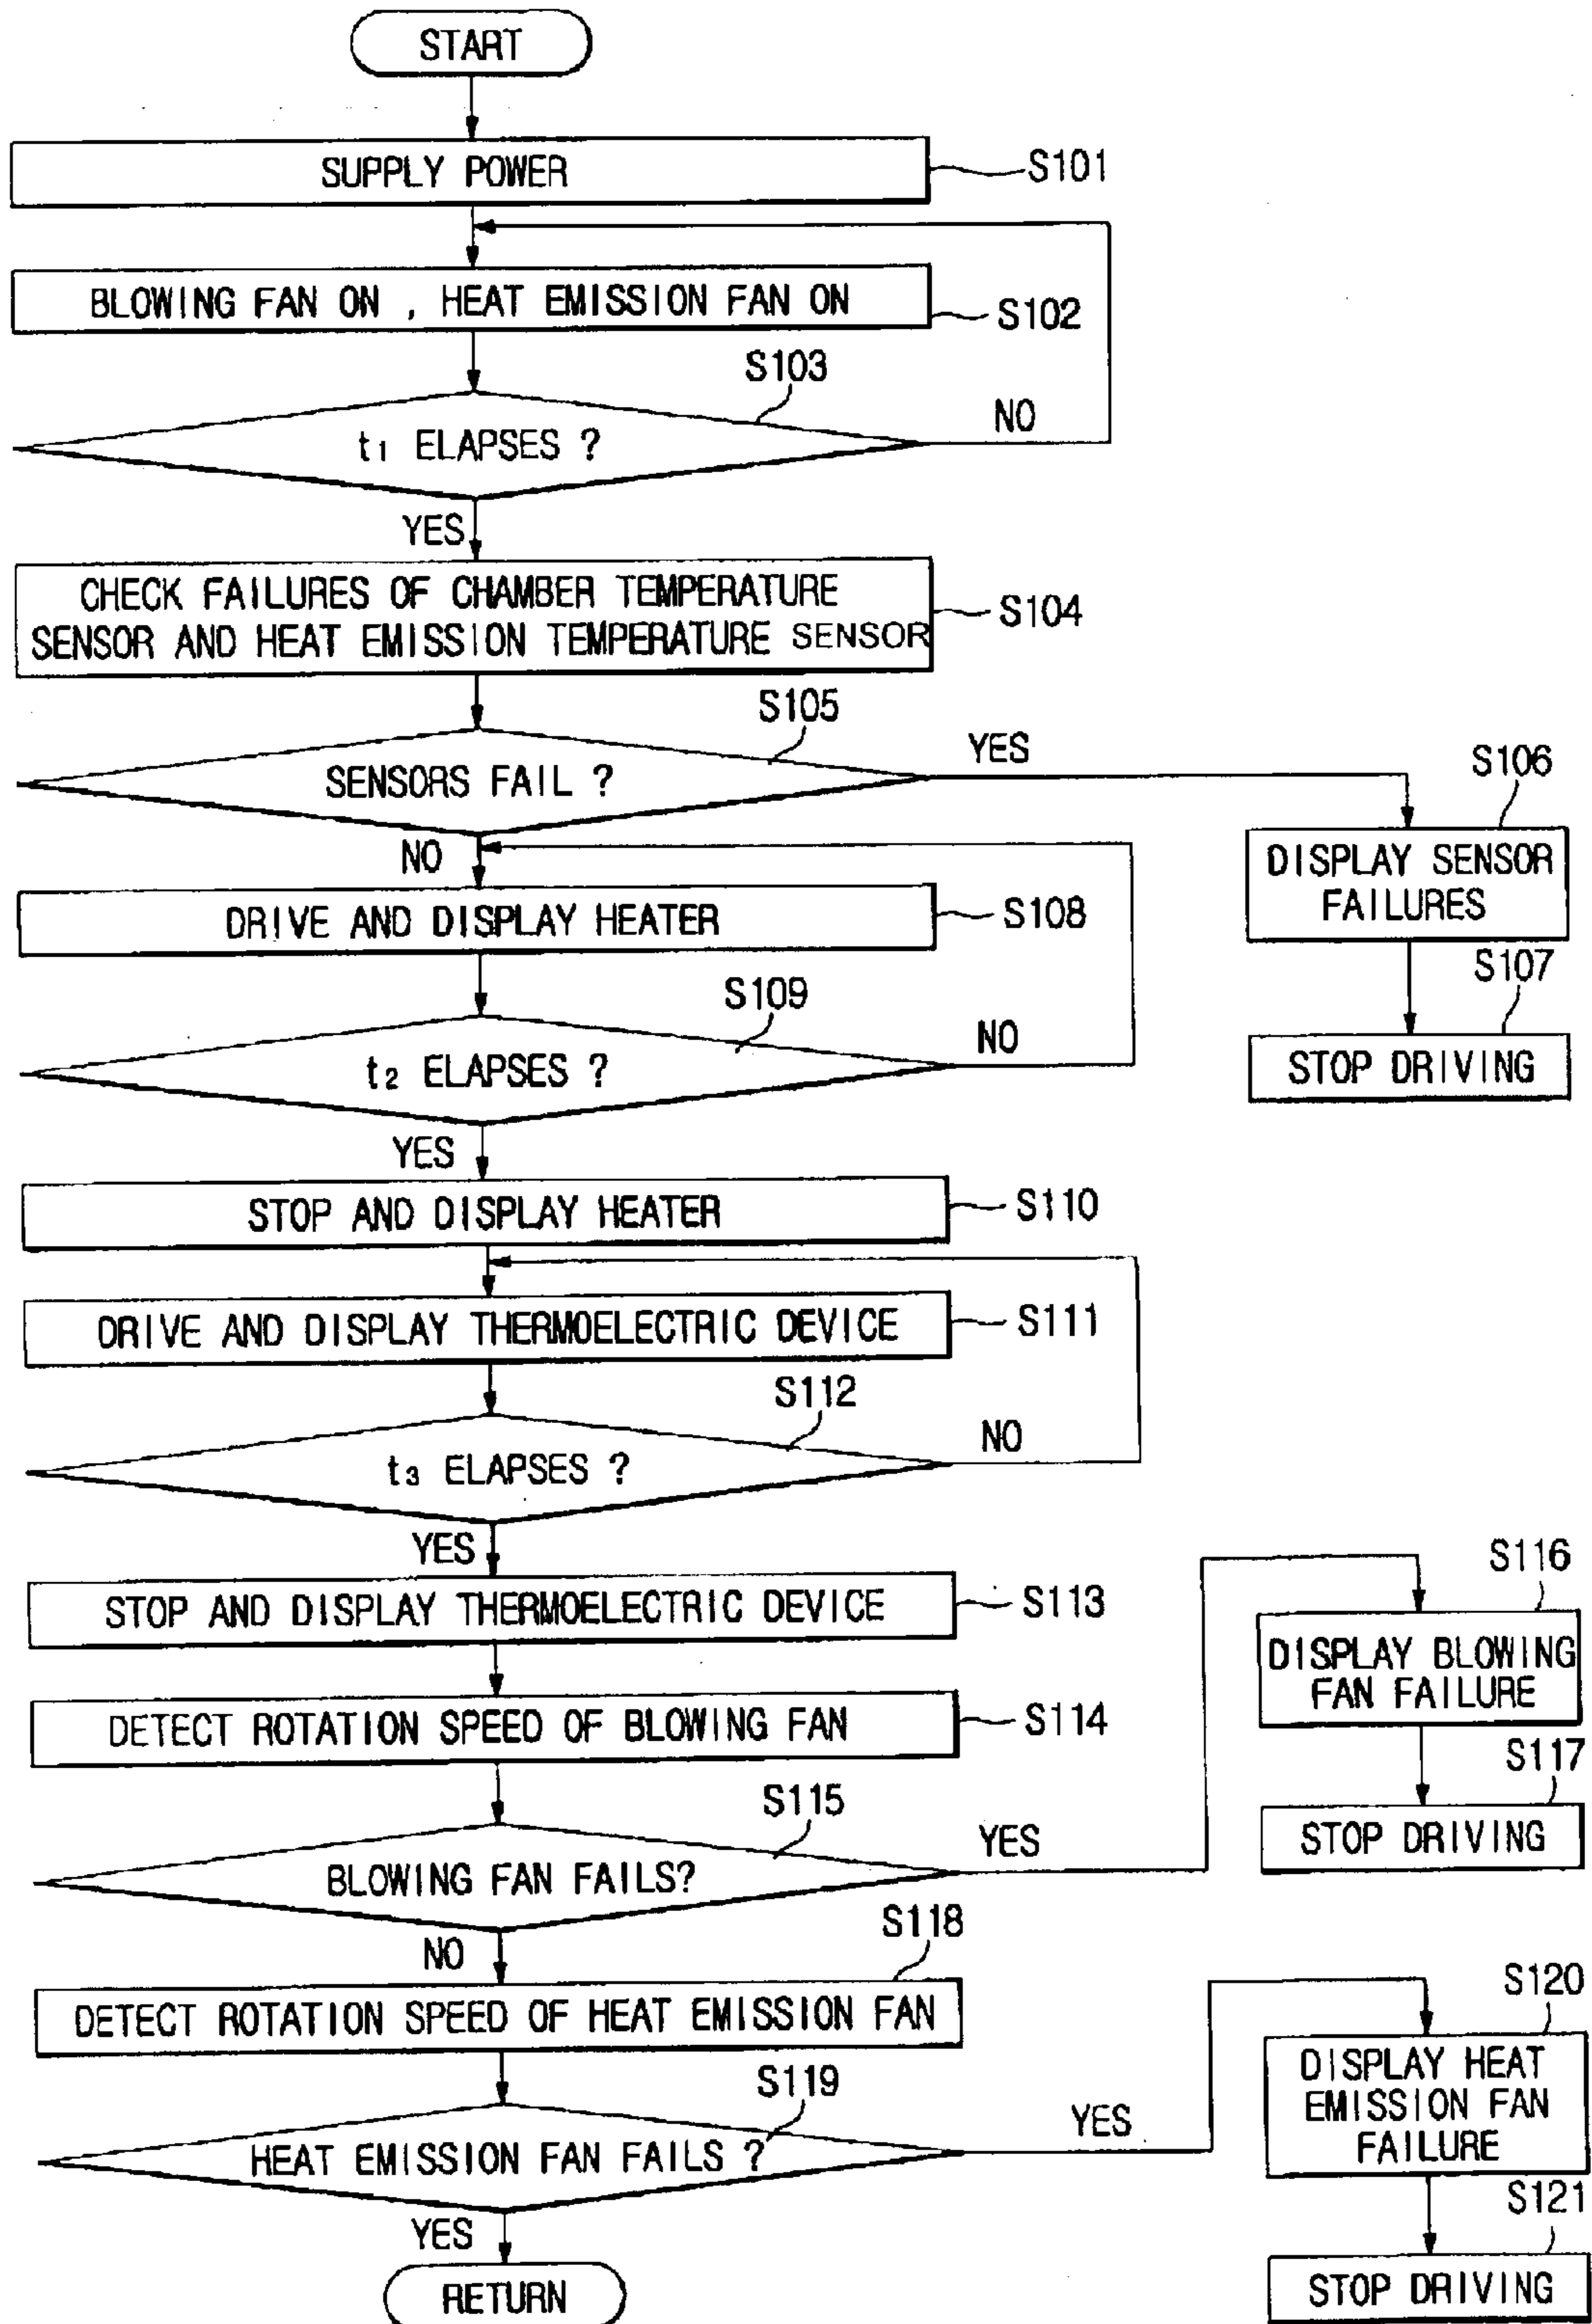 START
SUPPLY POWER
S101
BLOWING FAN ON , HEAT EMISSION FAN ON
S102
S103
t1 ELAPSES ?
NO
YES
CHECK FAILURES OF CHAMBER TEMPERATURE
SENSOR AND HEAT EMISSION TEMPERATURE SENSOR
S104
S105
SENSORS FAIL ?
YES
S106
DISPLAY SENSOR
FAILURES
S107
STOP DRIVING
NO
DRIVE AND DISPLAY HEATER
S108
S109
t2 ELAPSES ?
NO
YES
STOP AND DISPLAY HEATER
S110
DRIVE AND DISPLAY THERMOELECTRIC DEVICE
S111
S112
t3 ELAPSES ?
NO
YES
STOP AND DISPLAY THERMOELECTRIC DEVICE
S113
DETECT ROTATION SPEED OF BLOWING FAN
S114
S115
BLOWING FAN FAILS?
YES
S116
DISPLAY BLOWING
FAN FAILURE
S117
STOP DRIVING
NO
S118
DETECT ROTATION SPEED OF HEAT EMISSION FAN
S119
HEAT EMISSION FAN FAILS ?
YES
S120
DISPLAY HEAT
EMISSION FAN
FAILURE
S121
STOP DRIVING
YES
RETURN